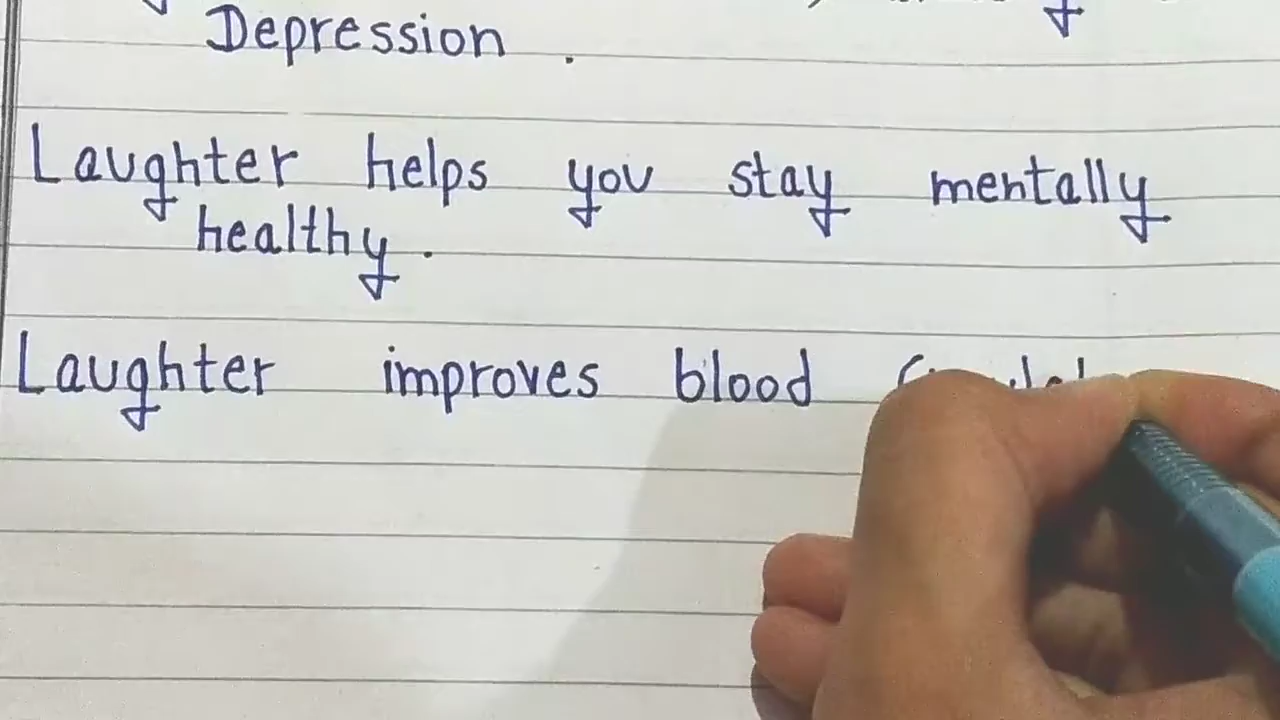 Depression .
Laughter helps you stay mentally
healthy .
Laughter improves blood